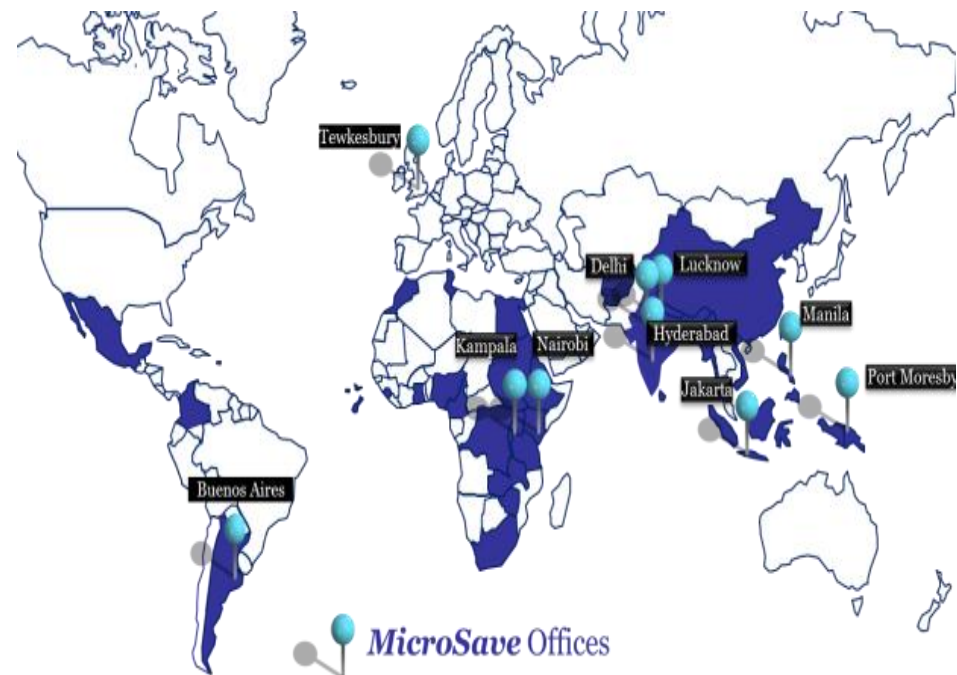 Tewkesbury
Delhi
Lucknow
Manila
Hyderabad
Kampala
Nairobi
Port Moresby
Jakarta
Buenos Aires
MicroSave Offices